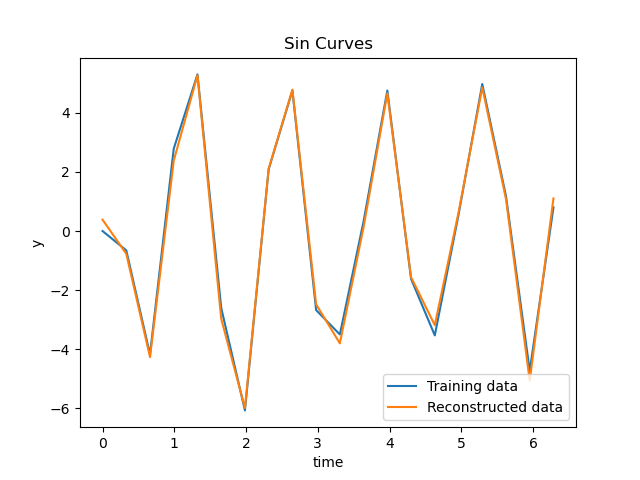 Sin Curves
y
4
2
0
−2
−4
−6
0 1 2 3 4 5 6
time
Training data
Reconstructed data